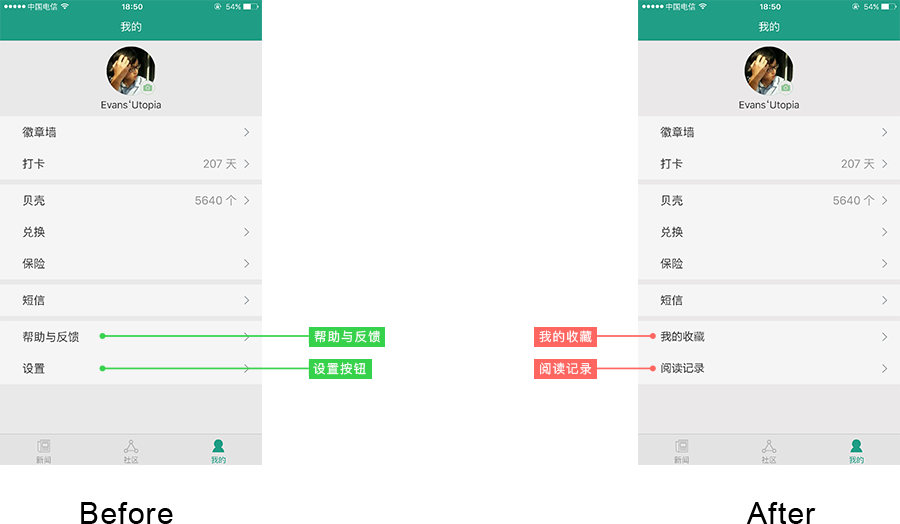 中国电信 18:50 54%
我的
Evans'Utopia
徽章墙
打卡 207 天
贝壳 5640 个
兑换
保险
短信
帮助与反馈 帮助与反馈
设置 设置按钮
新闻 社区 我的
Before
中国电信 18:50 54%
我的
Evans'Utopia
徽章墙
打卡 207 天
贝壳 5640 个
兑换
保险
短信
我的收藏 我的收藏
阅读记录 阅读记录
新闻 社区 我的
After